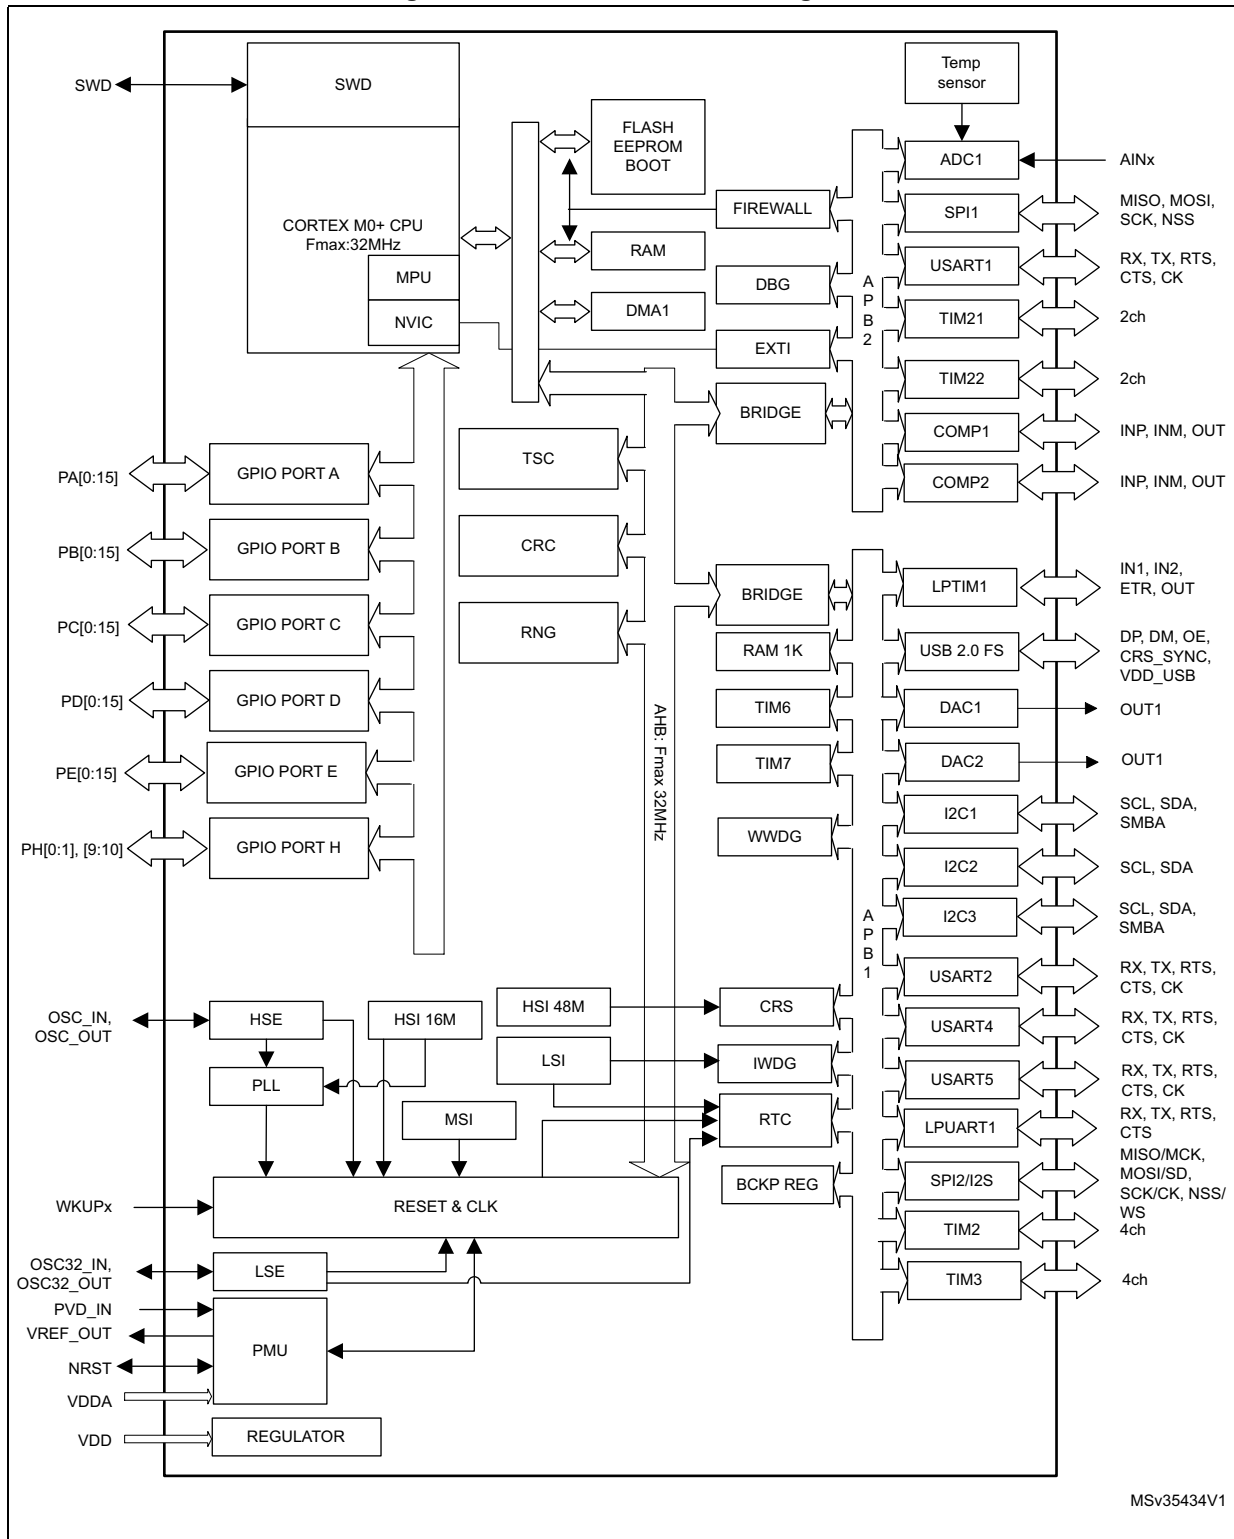 Temp
sensor
SWD
SWD
FLASH
EEPROM
BOOT
ADC1
AINx
CORTEX M0+ CPU
Fmax:32MHz
FIREWALL
SPI1
MISO, MOSI,
SCK, NSS
RAM
MPU
DBG
USART1
RX, TX, RTS,
CTS, CK
NVIC
DMA1
A
P
B
2
TIM21
2ch
EXTI
TIM22
2ch
BRIDGE
COMP1
INP, INM, OUT
TSC
COMP2
INP, INM, OUT
PA[0:15]
GPIO PORT A
PB[0:15]
GPIO PORT B
CRC
PC[0:15]
GPIO PORT C
RNG
BRIDGE
LPTIM1
IN1, IN2,
ETR, OUT
RAM 1K
USB 2.0 FS
DP, DM, OE,
CRS_SYNC,
VDD_USB
PD[0:15]
GPIO PORT D
TIM6
DAC1
OUT1
PE[0:15]
GPIO PORT E
AHB: Fmax 32MHz
TIM7
DAC2
OUT1
PH[0:1], [9:10]
GPIO PORT H
WWDG
I2C1
SCL, SDA,
SMBA
I2C2
SCL, SDA
A
P
B
1
I2C3
SCL, SDA,
SMBA
USART2
RX, TX, RTS,
CTS, CK
OSC_IN,
OSC_OUT
HSE
HSI 16M
HSI 48M
CRS
USART4
RX, TX, RTS,
CTS, CK
PLL
LSI
IWDG
USART5
RX, TX, RTS,
CTS, CK
MSI
RTC
LPUART1
RX, TX, RTS,
CTS
BCKP REG
SPI2/I2S
MISO/MCK,
MOSI/SD,
SCK/CK, NSS/
WS
WKUPx
RESET & CLK
TIM2
4ch
OSC32_IN,
OSC32_OUT
LSE
TIM3
4ch
PVD_IN
VREF_OUT
NRST
VDDA
PMU
VDD
REGULATOR
MSv35434V1